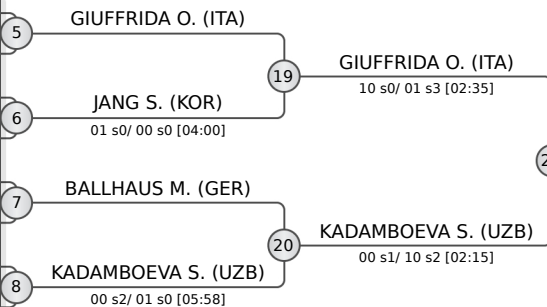 GIUFFRIDA O. (ITA)
5
GIUFFRIDA O. (ITA)
19
10 s0/ 01 s3 [02:35]
JANG S. (KOR)
6
01 s0/ 00 s0 [04:00]
BALLHAUS M. (GER)
7
KADAMBOEVA S. (UZB)
20
00 s1/ 10 s2 [02:15]
KADAMBOEVA S. (UZB)
8
00 s2/ 01 s0 [05:58]